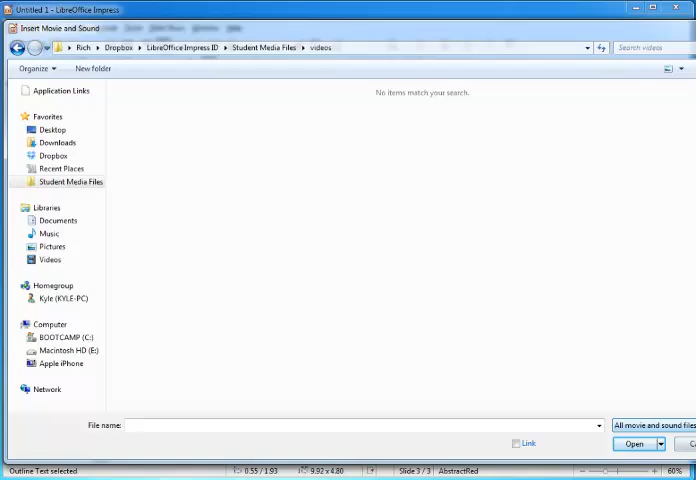 Untitled 1 - LibreOffice Impress
Insert Movie and Sound
Rich Dropbox LibreOffice Impress ID Student Media Files videos Search videos
Organize New folder
Application Links
No items match your search.
Favorites
Desktop
Downloads
Dropbox
Recent Places
Student Media Files
Libraries
Documents
Music
Pictures
Videos
Homegroup
Kyle (KYLE-PC)
Computer
BOOTCAMP (C:)
Macintosh HD (E:)
Apple iPhone
Network
File name: All movie and sound files
Link Open Ca
Outline Text selected 0.55 / 1.93 9.92 x 4.80 Slide 3 / 3 AbstractRed 60%